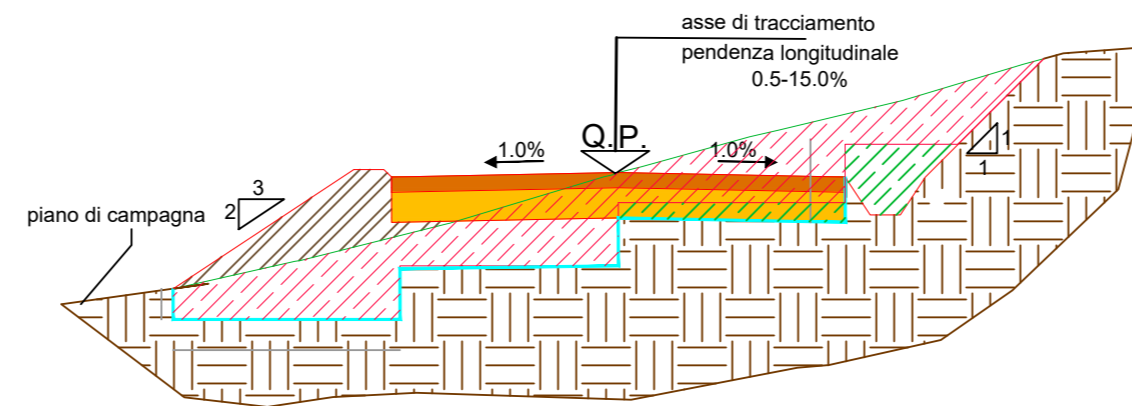 asse di tracciamento
pendenza longitudinale
0.5-15.0%
Q.P.
1.0%
1.0%
1
1
3
2
piano di campagna